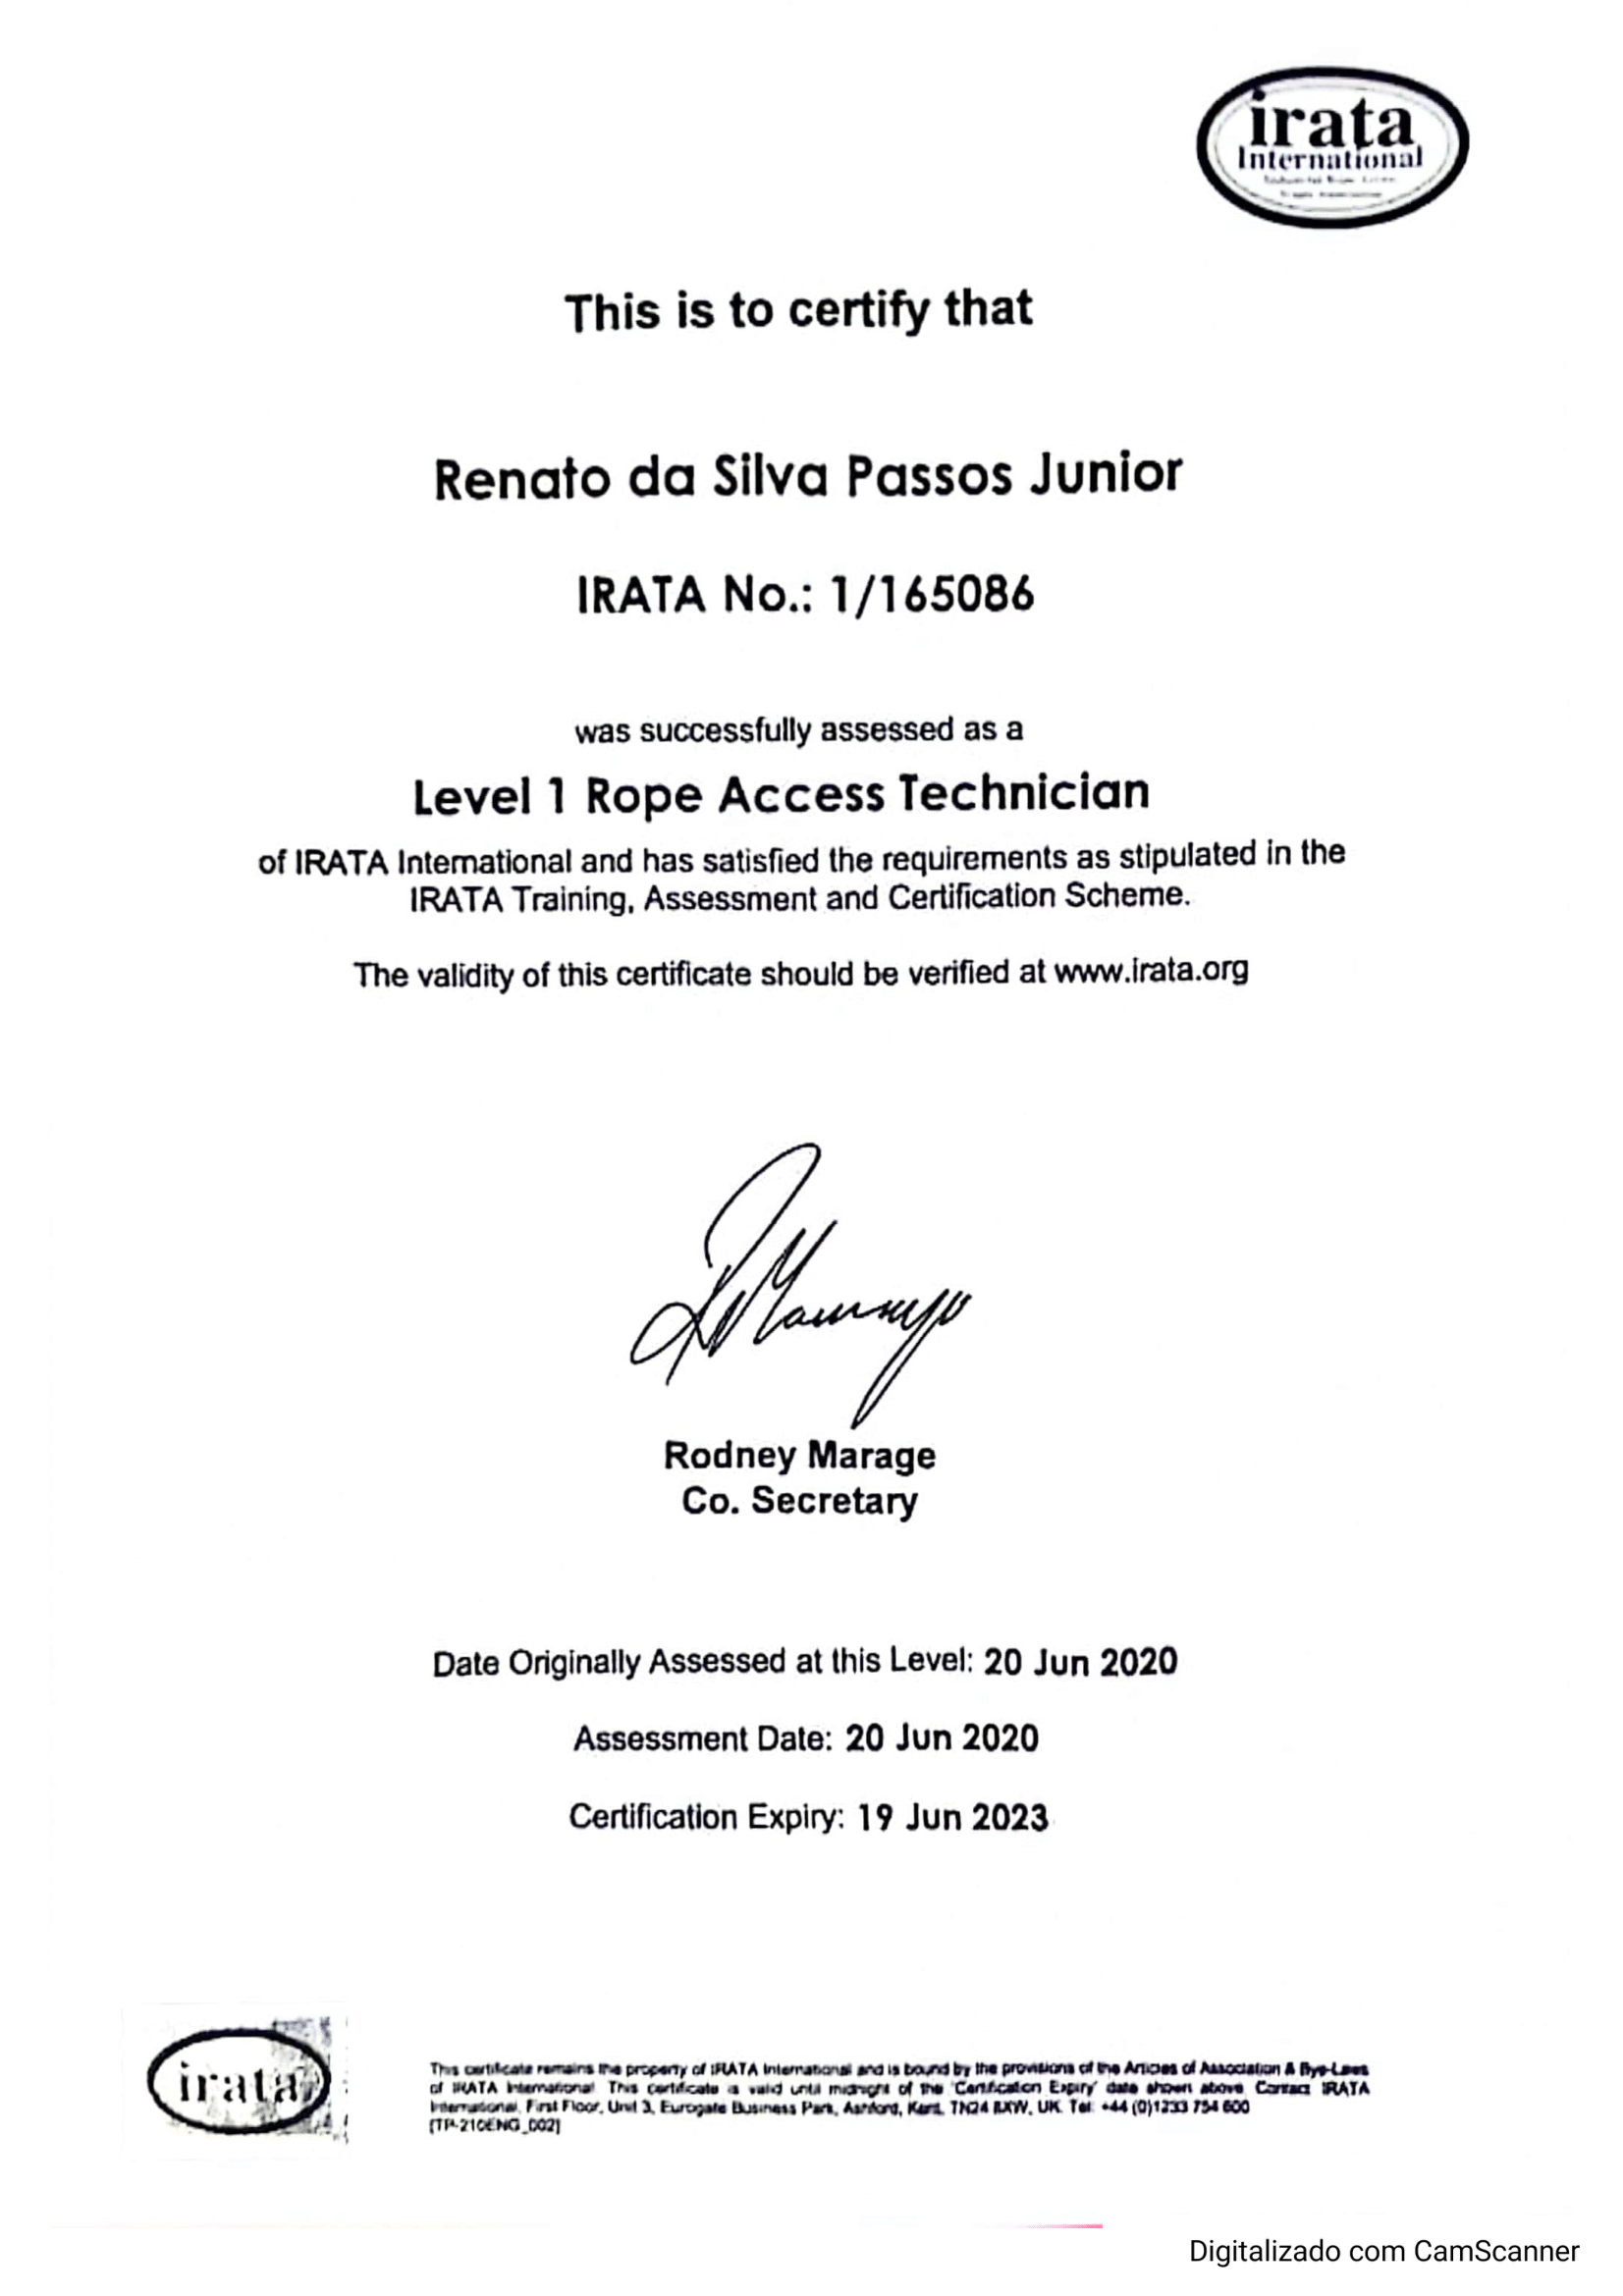 irata
International
This is to certify that
Renato da Silva Passos Junior
IRATA No.: 1/165086
was successfully assessed as a
Level 1 Rope Access Technician
of IRATA International and has satisfied the requirements as stipulated in the
IRATA Training, Assessment and Certification Scheme.
The validity of this certificate should be verified at www.irata.org
Rodney Marage
Co. Secretary
Date Originally Assessed at this Level: 20 Jun 2020
Assessment Date: 20 Jun 2020
Certification Expiry: 19 Jun 2023
irata
This certificate remains the property of IRATA International and is bound by the provisions of the Articles of Association & Bye-Laws
of IRATA International. This certificate is valid until midnight of the 'Certification Expiry' date shown above. Contact IRATA
International, First Floor, Unit 3, Eurogate Business Park, Ashford, Kent, TN24 8XW, UK. Tel: +44 (0)1233 754 600
[TP-210ENG_002]
Digitalizado com CamScanner